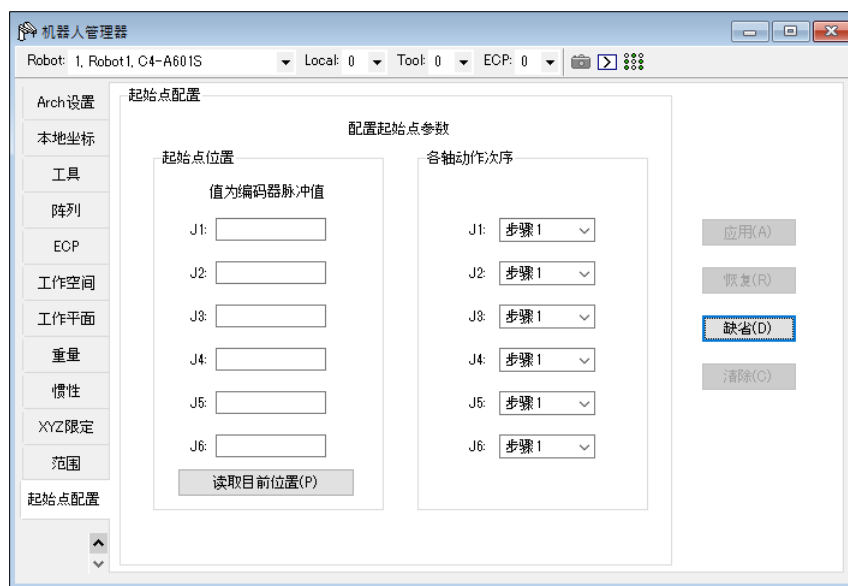 机器人管理器
Robot: 1, Robot1, C4-A601S Local: 0 Tool: 0 ECP: 0
Arch设置
本地坐标
工具
阵列
ECP
工作空间
工作平面
重量
惯性
XYZ限定
范围
起始点配置
起始点配置
配置起始点参数
起始点位置
值为编码器脉冲值
J1:
J2:
J3:
J4:
J5:
J6:
读取目前位置(P)
各轴动作次序
J1: 步骤1
J2: 步骤1
J3: 步骤1
J4: 步骤1
J5: 步骤1
J6: 步骤1
应用(A)
恢复(R)
缺省(D)
清除(C)